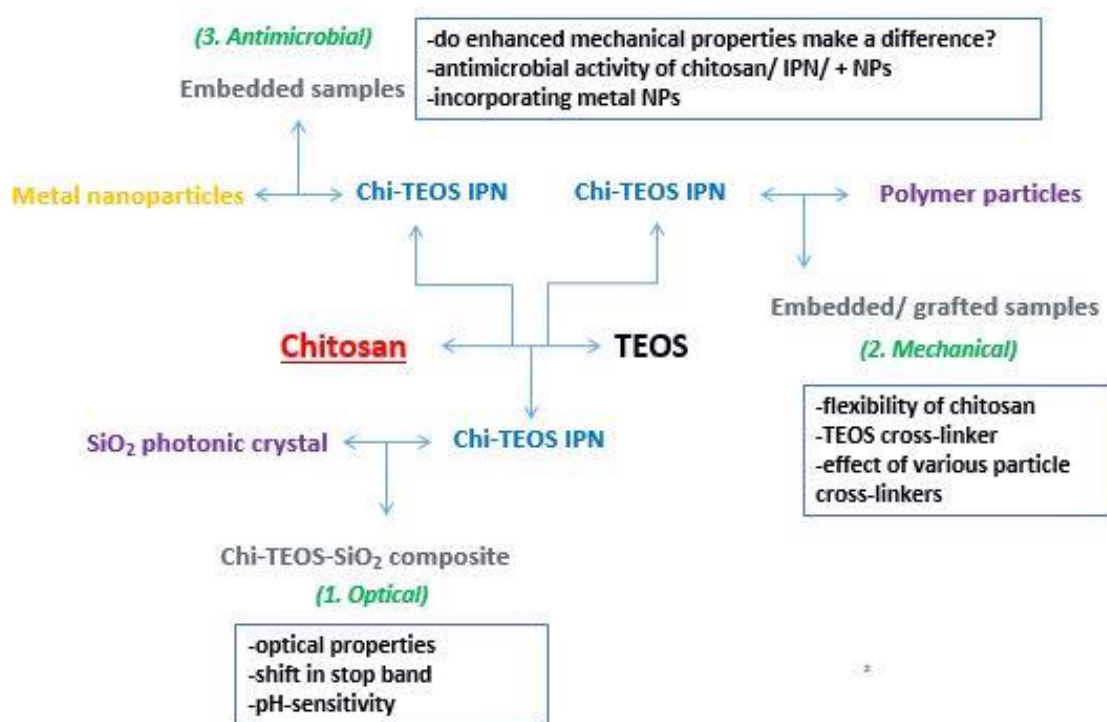 (3. Antimicrobial)
Embedded samples
-do enhanced mechanical properties make a difference?
-antimicrobial activity of chitosan/ IPN/ + NPs
-incorporating metal NPs
Metal nanoparticles
Chi-TEOS IPN
Chi-TEOS IPN
Polymer particles
Embedded/ grafted samples
(2. Mechanical)
Chitosan
TEOS
-flexibility of chitosan
-TEOS cross-linker
-effect of various particle
cross-linkers
SiO₂ photonic crystal
Chi-TEOS IPN
Chi-TEOS-SiO₂ composite
(1. Optical)
-optical properties
-shift in stop band
-pH-sensitivity